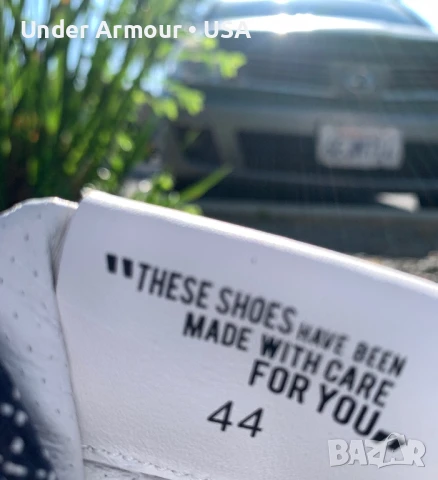 Under Armour • USA
"THESE SHOES HAVE BEEN
MADE WITH CARE
FOR YOU„
44
bazar